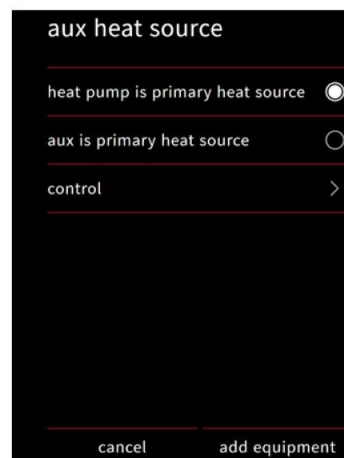 aux heat source
heat pump is primary heat source
aux is primary heat source
control
cancel add equipment